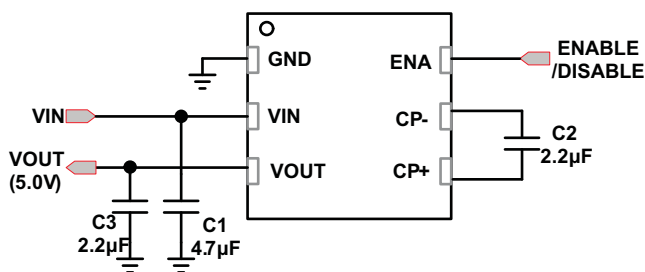 GND
ENA
ENABLE
/DISABLE
VIN
VIN
CP-
C2
2.2µF
VOUT
(5.0V)
VOUT
CP+
C3
2.2µF
C1
4.7µF